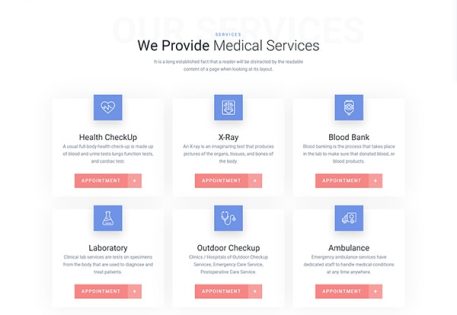 OUR SERVICES
SERVICES
We Provide Medical Services
It is a long established fact that a reader will be distracted by the readable
content of a page when looking at its layout.
Health CheckUp
A usual full-body health check-up is made up
of blood and urine tests lungs function tests,
and cardiac test.
APPOINTMENT +
X-Ray
An X-ray is an imaginating test that produces
pictures of the organs, tissues, and bones of
the body.
APPOINTMENT +
Blood Bank
Blood banking is the process that takes place
in the lab to make sure that donated blood, or
blood products.
APPOINTMENT +
Laboratory
Clinical lab services are tests on specimens
from the body that are used to diagnose and
treat patients.
APPOINTMENT +
Outdoor Checkup
Clinics / Hospitals of Outdoor Checkup
Services, Emergency Care Service,
Preoperative Care Service
APPOINTMENT +
Ambulance
Emergency ambulance services have
dedicated staff to handle medical conditions
at any time anywhere.
APPOINTMENT +